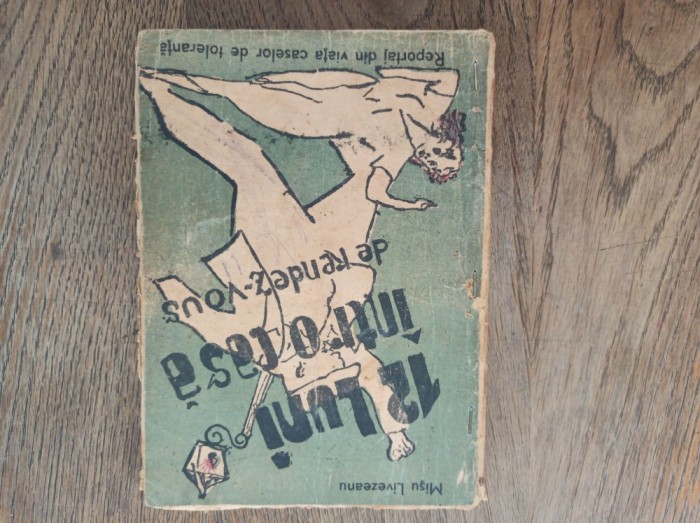 Mișu Livezeanu
12 Luni
într o casă
de rendez-vous
Reportaj din viața caselor de toleranță